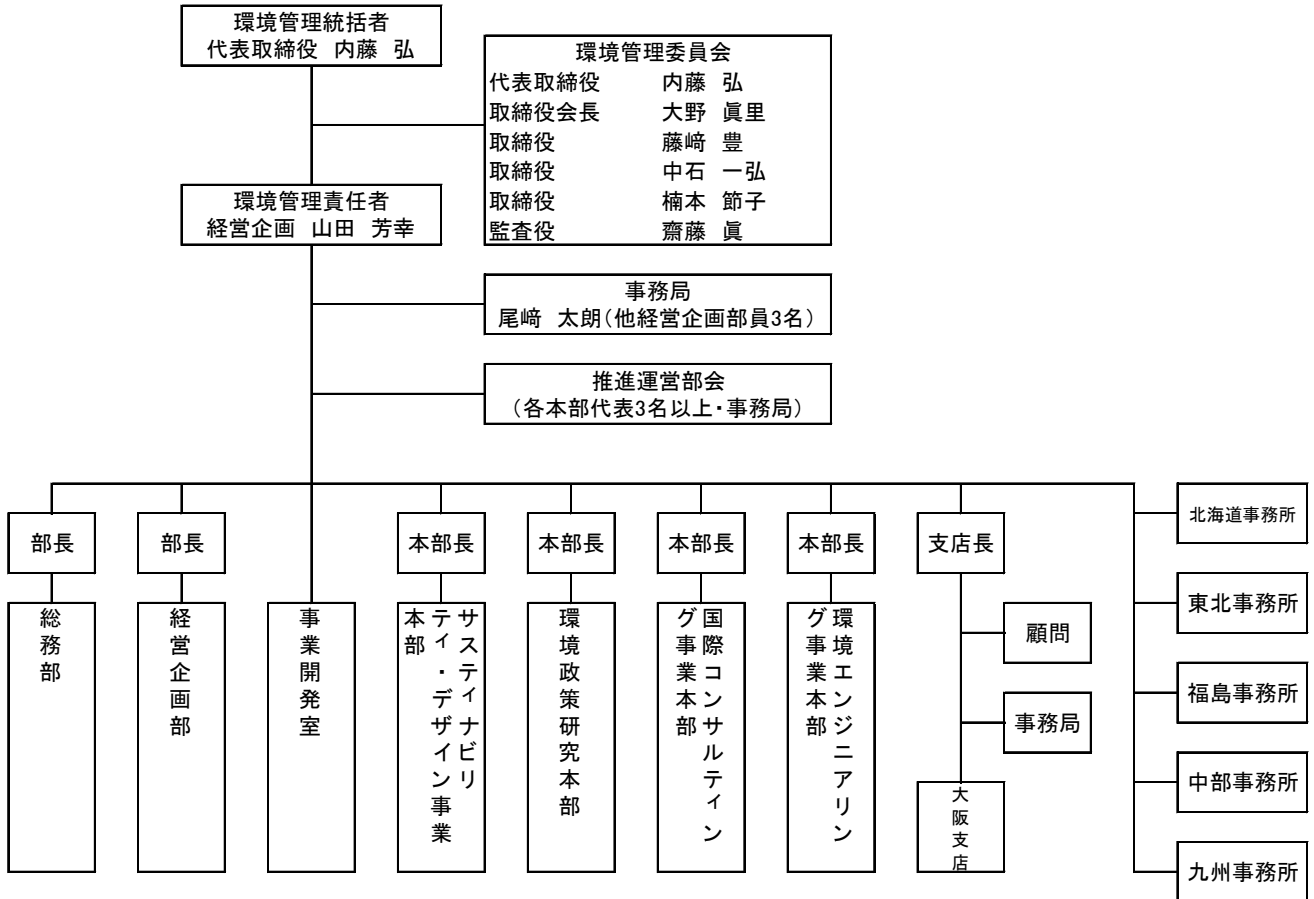 環境管理統括者
代表取締役 内藤 弘
環境管理委員会
代表取締役 内藤 弘
取締役会長 大野 眞里
取締役 藤﨑 豊
取締役 中石 一弘
取締役 楠本 節子
監査役 齋藤 眞
環境管理責任者
経営企画 山田 芳幸
事務局
尾﨑 太朗(他経営企画部員3名)
推進運営部会
(各本部代表3名以上・事務局)
部長
部長
本部長
本部長
本部長
本部長
支店長
総務部
経営企画部
事業開発室
サスティナビリ
ティ・デザイン事業
本部
環境政策研究本部
国際コンサルティン
グ事業本部
環境エンジニアリン
グ事業本部
顧問
事務局
大阪支店
北海道事務所
東北事務所
福島事務所
中部事務所
九州事務所